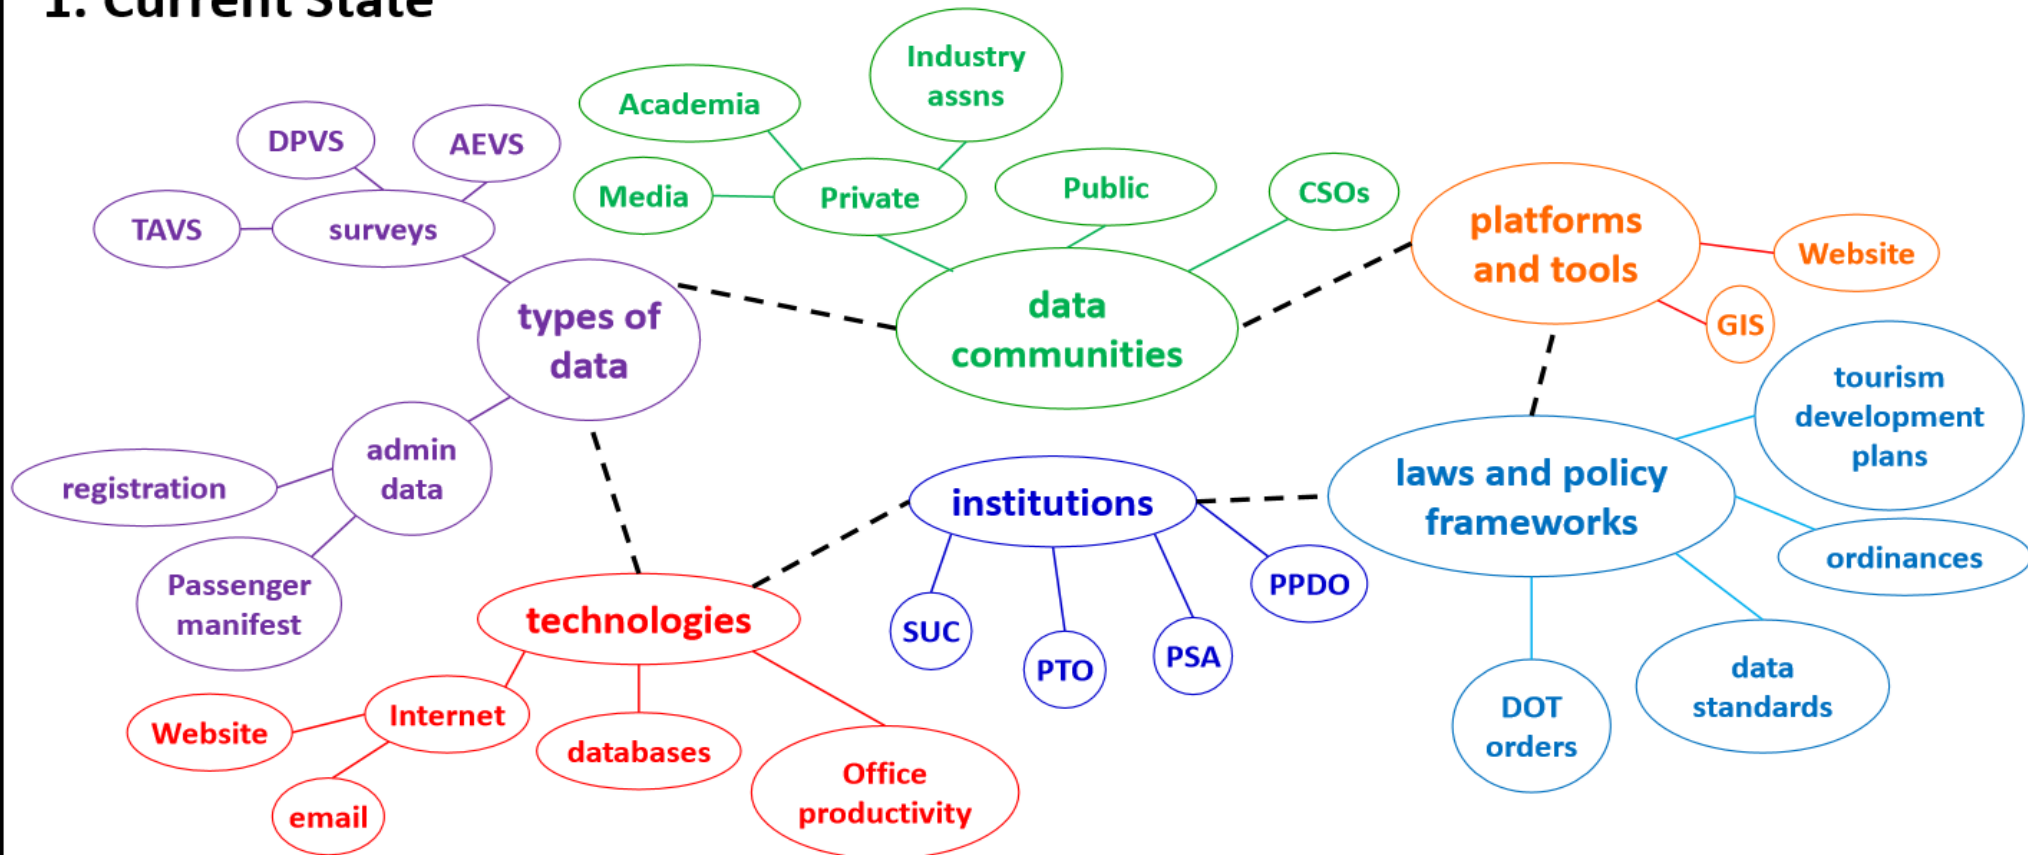 1. Current State
Industry
assns
Academia
DPVS
AEVS
Media
Private
Public
CSOs
TAVS
surveys
platforms
and tools
Website
GIS
types of
data
data
communities
tourism
development
plans
admin
data
registration
institutions
laws and policy
frameworks
ordinances
Passenger
manifest
technologies
SUC
PTO
PSA
PPDO
data
standards
DOT
orders
Website
Internet
databases
Office
productivity
email